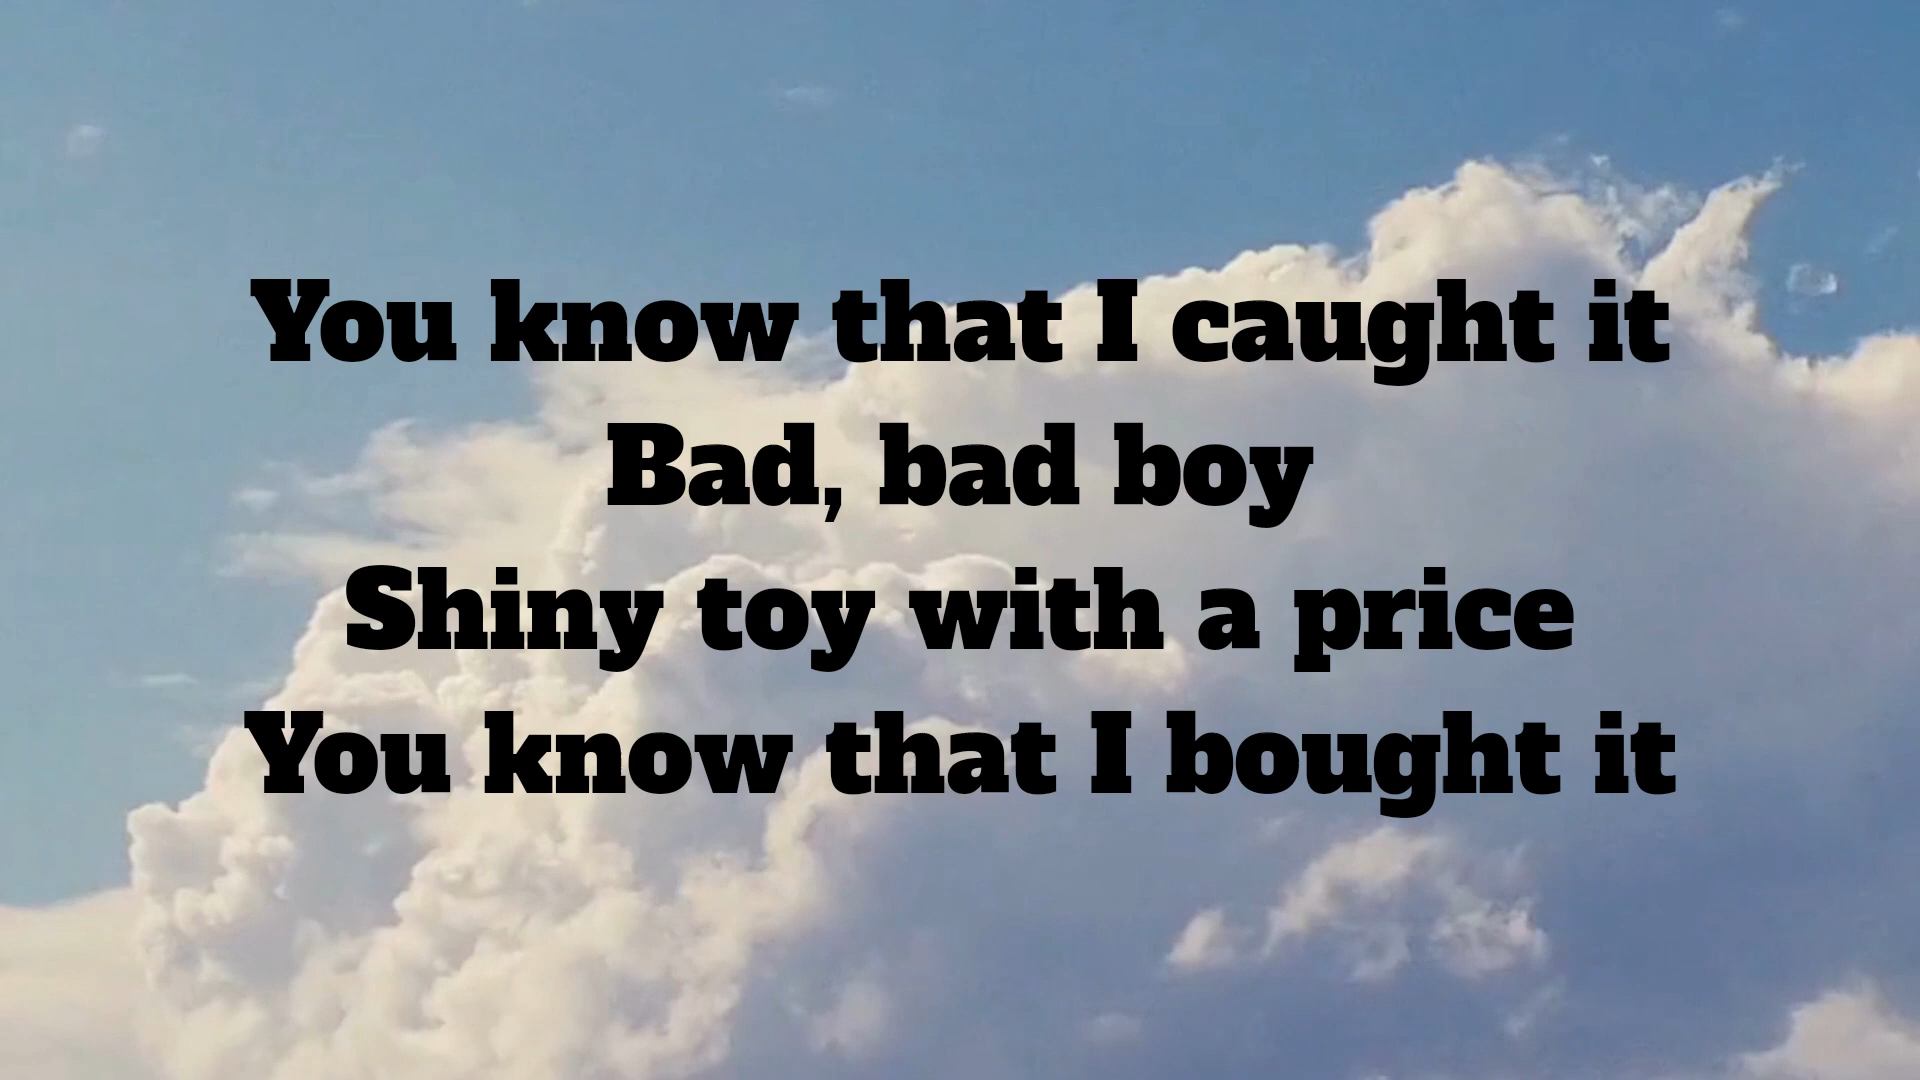 You know that I caught it
Bad, bad boy
Shiny toy with a price
You know that I bought it